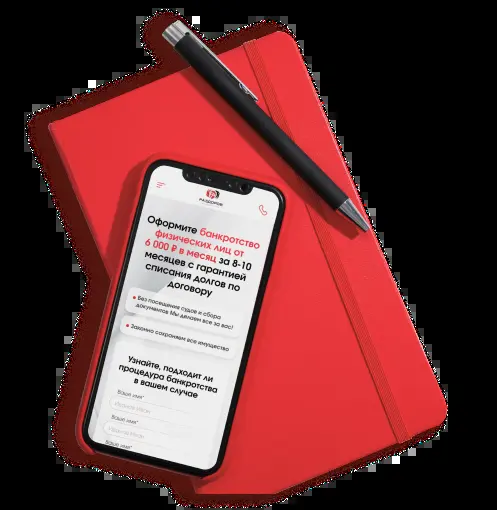 Оформите банкротство
физических лиц от
6 000 ₽ в месяц за 8-10
месяцев с гарантией
списания долгов по
договору
Без посещения судов и сбора
документов Мы делаем все за вас!
Законно сохраняем все имущество
Узнайте, подходит ли
процедура банкротства
в вашем случае
Ваше имя*
Ваше имя*
Ваше имя*